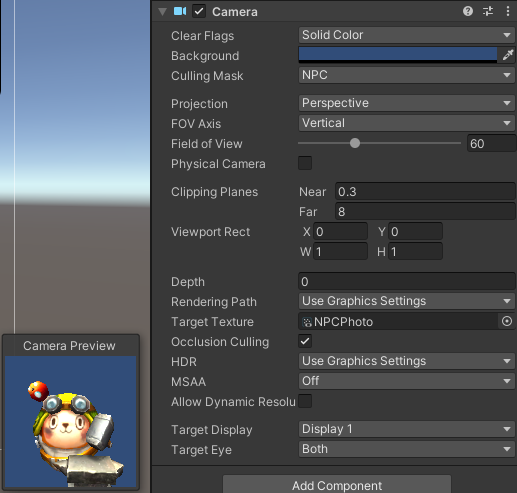 Camera
Clear Flags Solid Color
Background
Culling Mask NPC
Projection Perspective
FOV Axis Vertical
Field of View 60
Physical Camera
Clipping Planes Near 0.3
Far 8
Viewport Rect X 0 Y 0
W 1 H 1
Depth 0
Rendering Path Use Graphics Settings
Target Texture NPCPhoto
Occlusion Culling
HDR Use Graphics Settings
MSAA Off
Allow Dynamic Resolu
Target Display Display 1
Target Eye Both
Add Component
Camera Preview